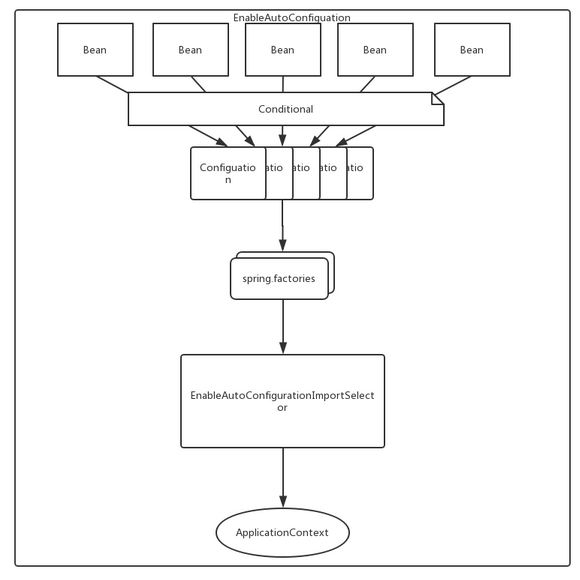 EnableAutoConfiguation
Bean Bean Bean Bean Bean
Conditional
Configuatio atio atio atio atio
n
spring.factories
EnableAutoConfigurationImportSelect
or
ApplicationContext